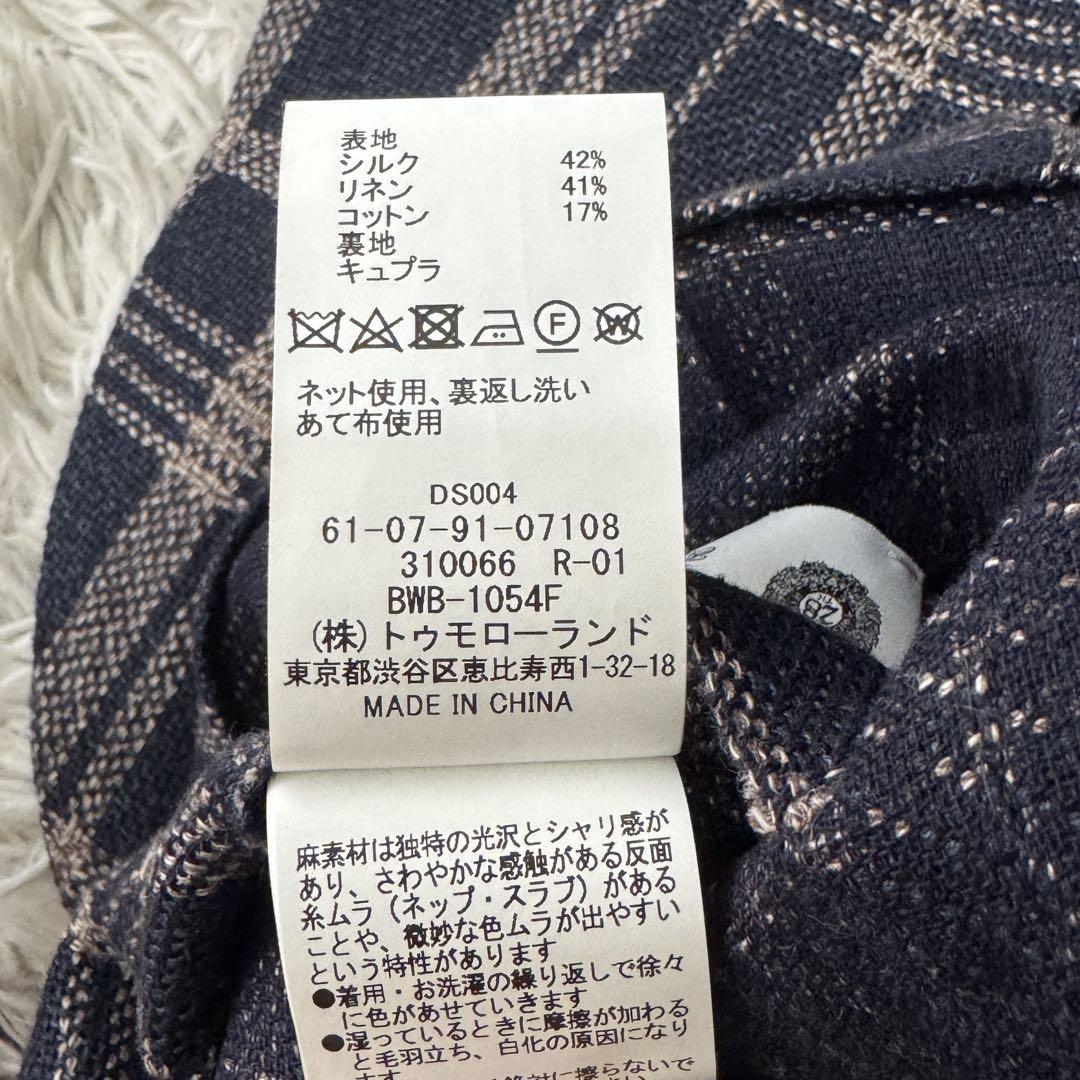 表地
シルク 42%
リネン 41%
コットン 17%
裏地
キュプラ
F W
ネット使用、裏返し洗い
あて布使用
DS004
61-07-91-07108
310066 R-01
BWB-1054F
(株)トゥモローランド
東京都渋谷区恵比寿西1-32-18
MADE IN CHINA
麻素材は独特の光沢とシャリ感が
あり、さわやかな感触がある反面
糸ムラ(ネップ・スラブ)がある
ことや、微妙な色ムラが出やすい
という特性があります
●着用・お洗濯の繰り返しで徐々
に色があせていきます
●湿っているときに摩擦が加わる
と毛羽立ち、白化の原因になり
ます